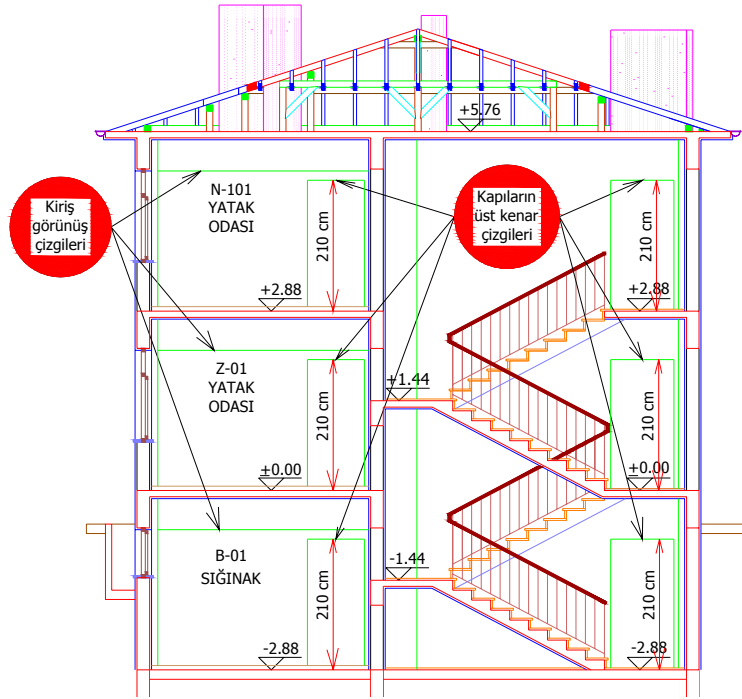 +5.76
Kiriş
görünüş
çizgileri
N-101
YATAK
ODASI
210 cm
Kapıların
üst kenar
çizgileri
210 cm
+2.88
+2.88
Z-01
YATAK
ODASI
210 cm
+1.44
210 cm
±0.00
±0.00
B-01
SIĞINAK
210 cm
-1.44
210 cm
-2.88
-2.88